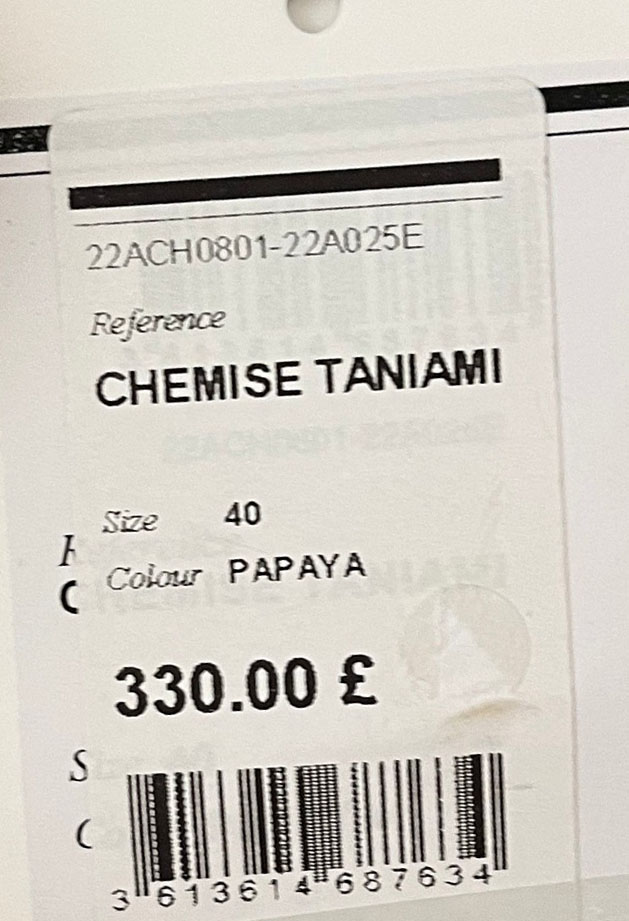 22ACH0801-22A025E
Reference
CHEMISE TANIAMI
Size 40
Colour PAPAYA
330.00 £
3 613614 687634